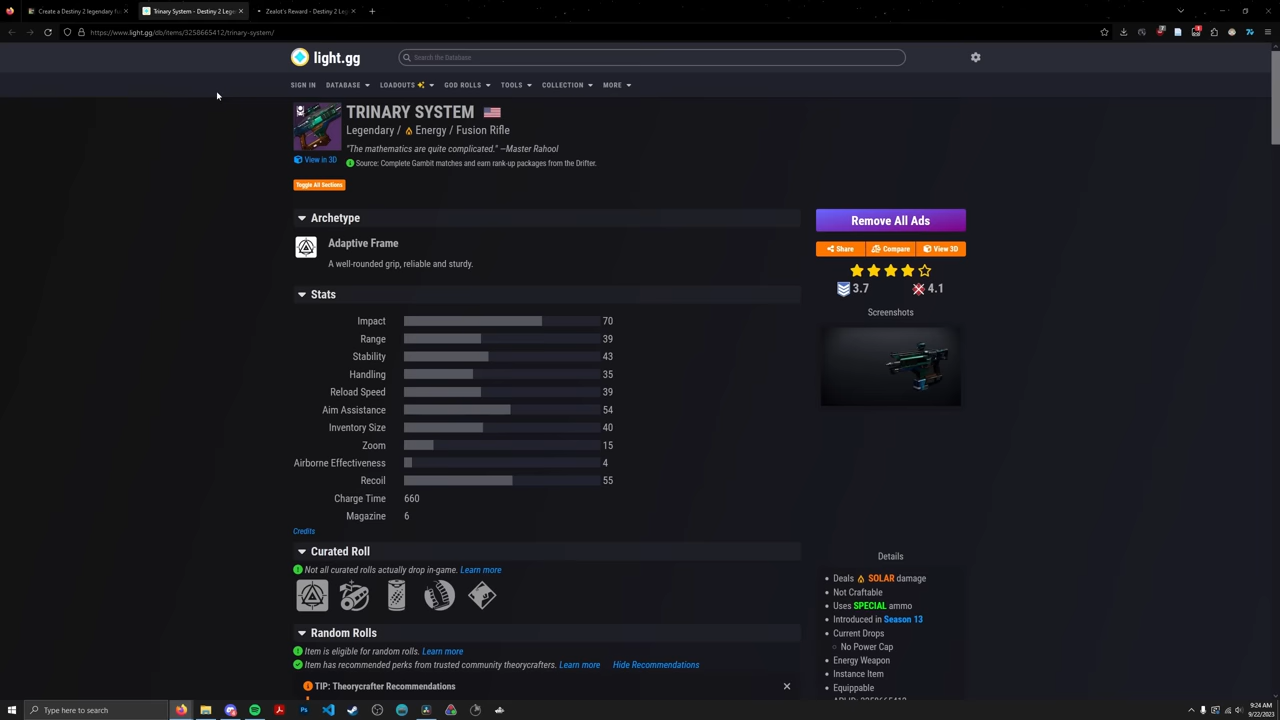 Create a Destiny 2 legendary fu
Trinary System - Destiny 2 Lege
Zealot's Reward - Destiny 2 Leg
https://www.light.gg/db/items/3258665412/trinary-system/
light.gg
Search the Database
SIGN IN DATABASE LOADOUTS GOD ROLLS TOOLS COLLECTION MORE
TRINARY SYSTEM
Legendary / Energy / Fusion Rifle
"The mathematics are quite complicated." —Master Rahool
View in 3D
Source: Complete Gambit matches and earn rank-up packages from the Drifter.
Toggle All Sections
Archetype
Adaptive Frame
A well-rounded grip, reliable and sturdy.
Stats
Impact 70
Range 39
Stability 43
Handling 35
Reload Speed 39
Aim Assistance 54
Inventory Size 40
Zoom 15
Airborne Effectiveness 4
Recoil 55
Charge Time 660
Magazine 6
Credits
Curated Roll
Not all curated rolls actually drop in-game. Learn more
Random Rolls
Item is eligible for random rolls. Learn more
Item has recommended perks from trusted community theorycrafters. Learn more Hide Recommendations
TIP: Theorycrafter Recommendations
Remove All Ads
Share Compare View 3D
3.7 4.1
Screenshots
Details
Deals SOLAR damage
Not Craftable
Uses SPECIAL ammo
Introduced in Season 13
Current Drops
No Power Cap
Energy Weapon
Instance Item
Equippable
Type here to search
9:24 AM
9/22/2023